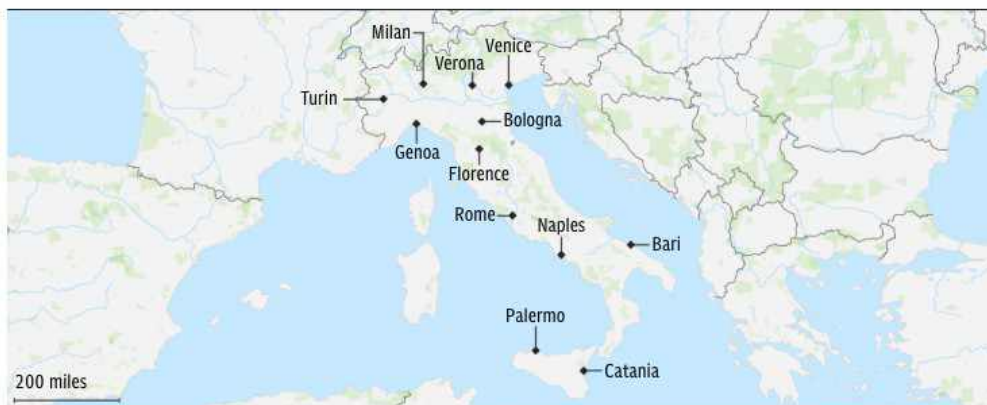 Milan
Venice
Verona
Turin
Bologna
Genoa
Florence
Rome
Naples
Bari
Palermo
Catania
200 miles